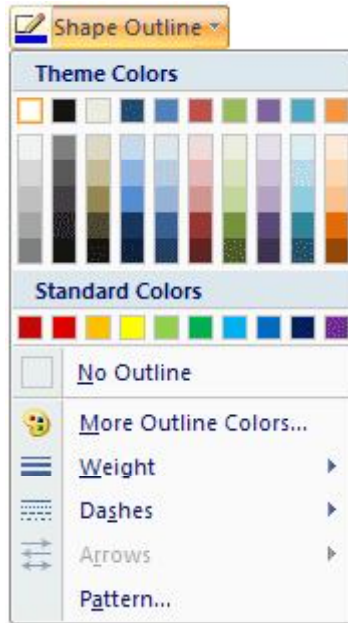 Shape Outline
Theme Colors
Standard Colors
No Outline
More Outline Colors...
Weight
Dashes
Arrows
Pattern...